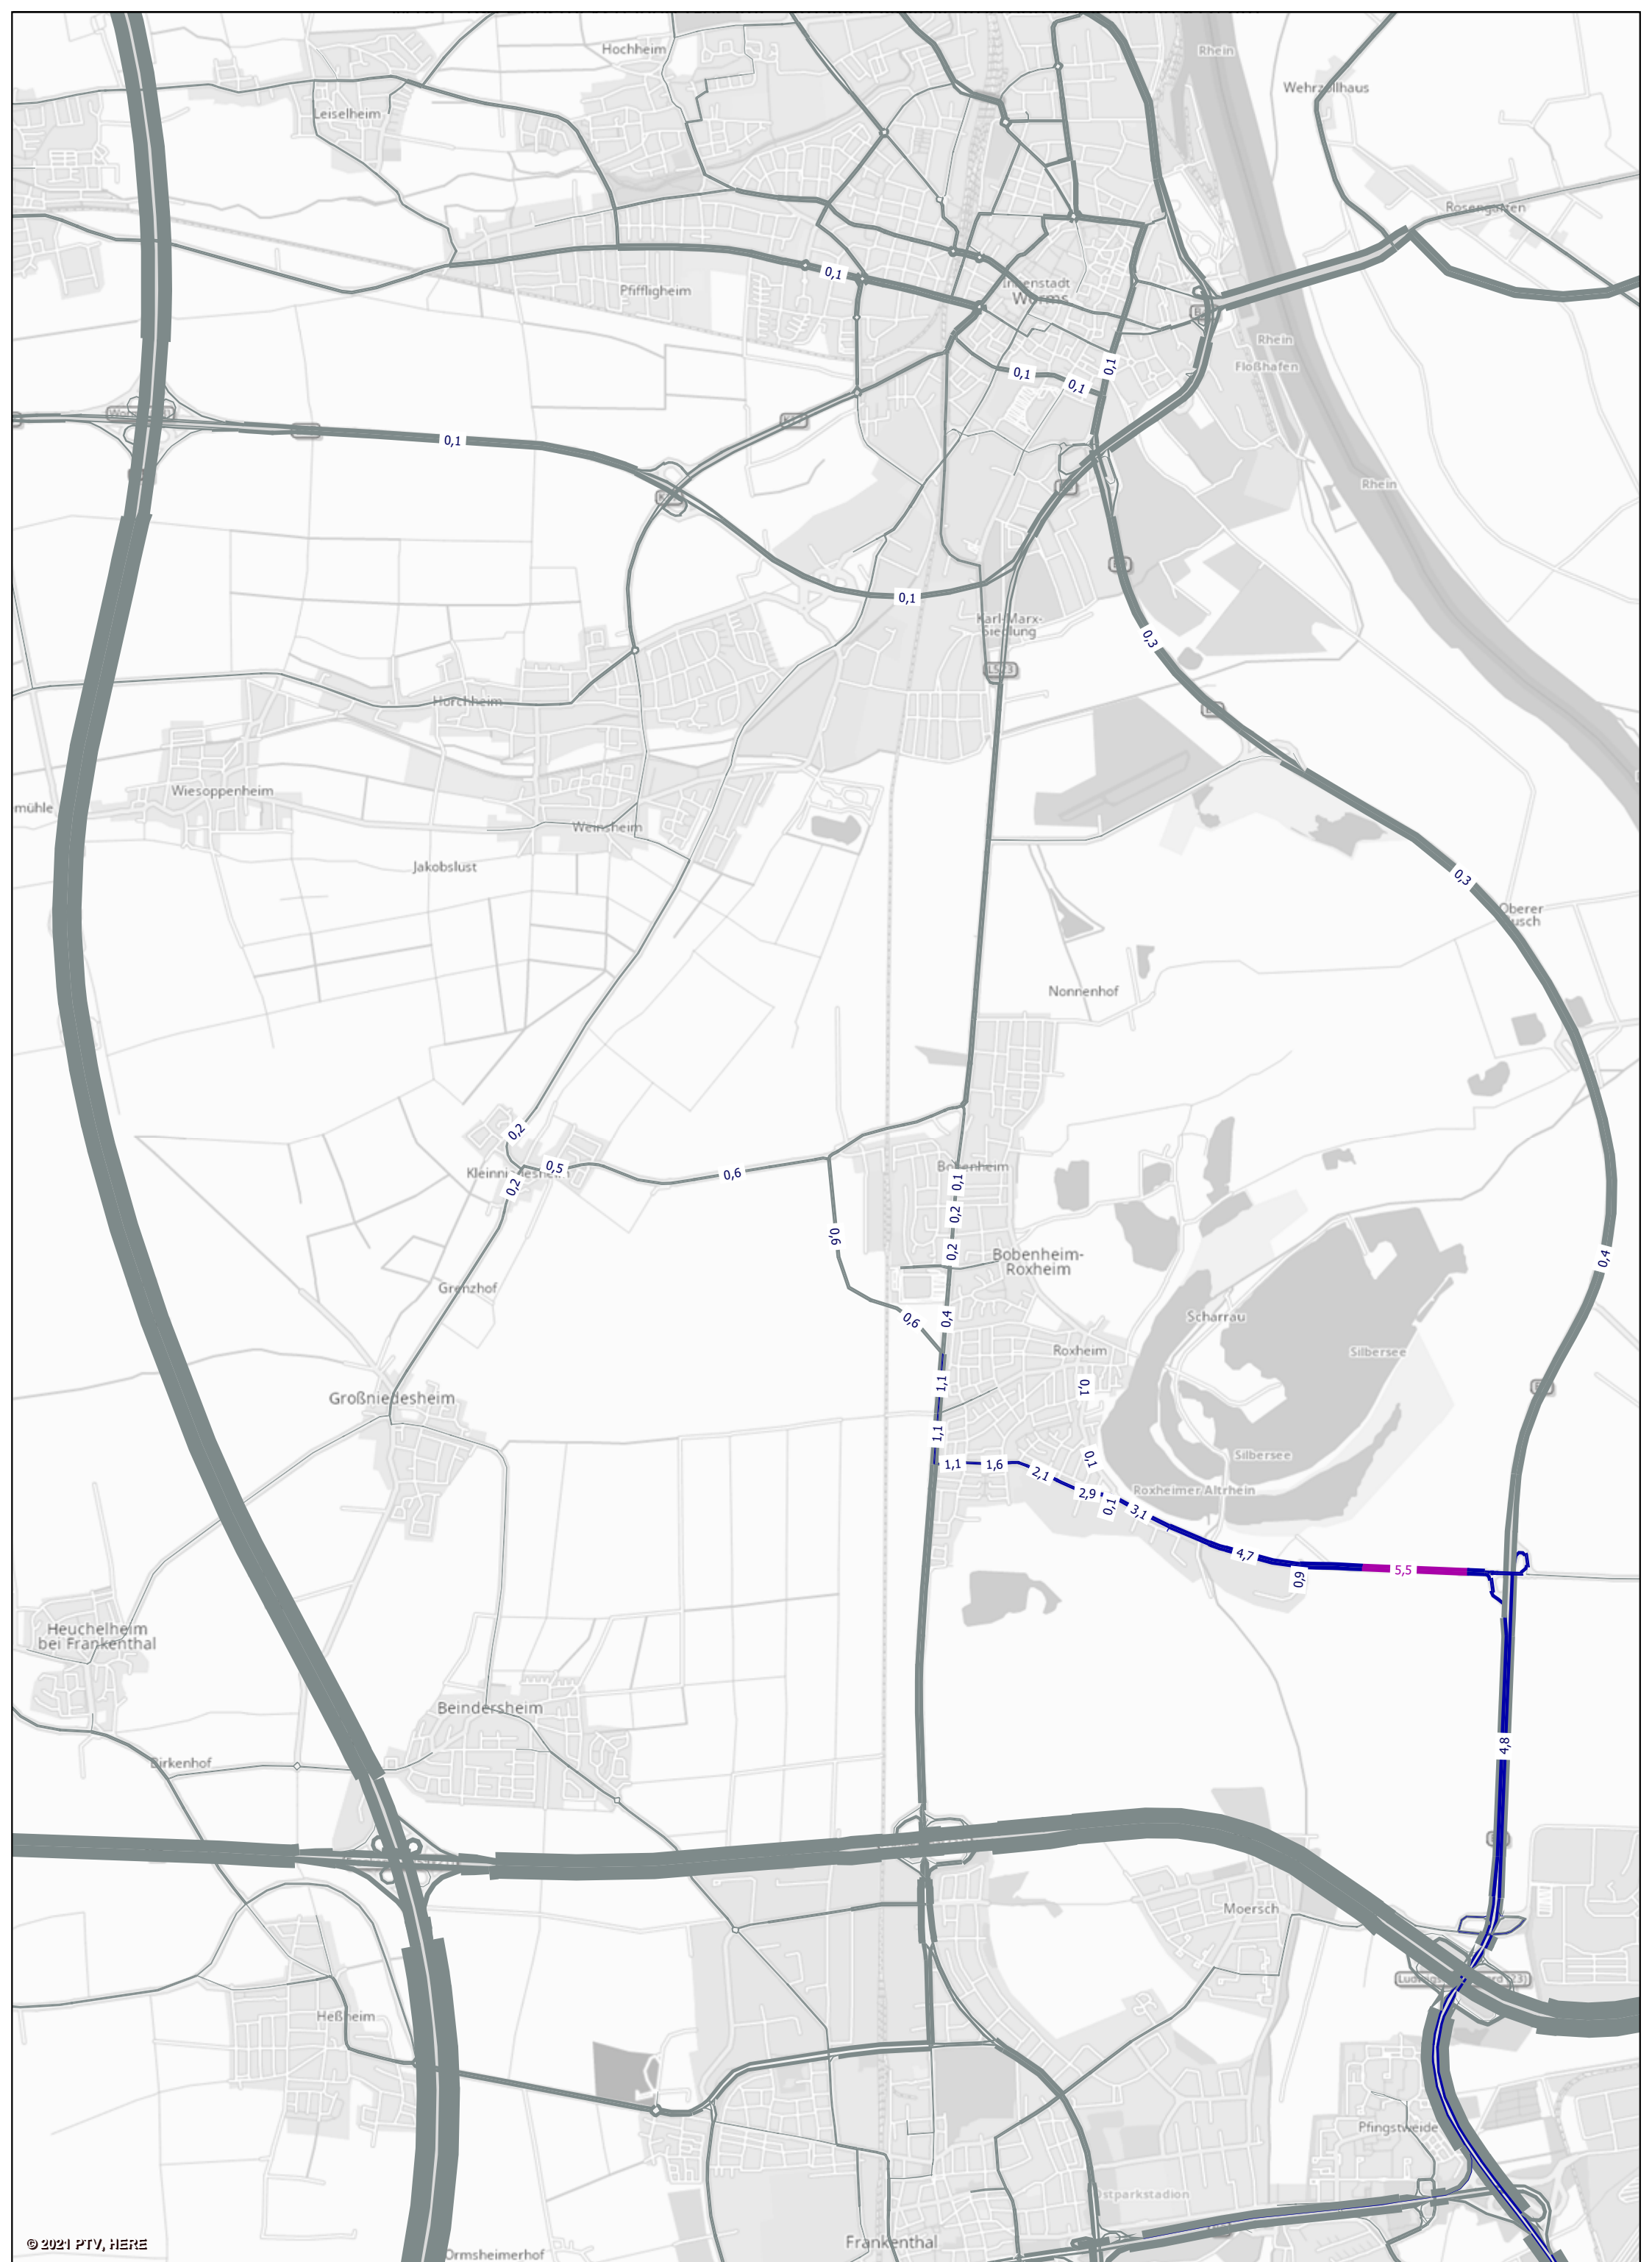 Rhein
Hochheim
Wehrzollhaus
Leiselheim
Rosengarten
0,1
Pfiffligheim
Innenstadt
Worms
Rhein
Floßhafen
0,1
0,1
0,1
0,1
Rhein
0,1
Karl-Marx-
Siedlung
0,3
Horchheim
Wiesoppenheim
mühle
Weinsheim
Jakobslust
0,3
Oberer
Busch
Nonnenhof
0,2
0,5
0,6
Kleinniedesheim
0,2
Bobenheim
0,1
0,2
0,6
0,2
Bobenheim-
Roxheim
0,4
Grenzhof
0,6
0,4
Scharrau
Roxheim
Silbersee
1,1
0,1
Großniedesheim
1,1
Silbersee
1,1
1,6
2,1
0,1
2,9
0,1
3,1
Roxheimer Altrhein
4,7
0,9
5,5
Heuchelheim
bei Frankenthal
Beindersheim
4,8
Birkenhof
Moersch
Heßheim
Pfingstweide
Ostparkstadion
Frankenthal
Ormsheimerhof
© 2021 PTV, HERE